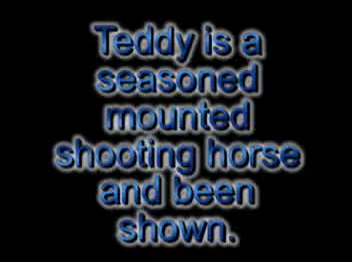 Teddy is a
seasoned
mounted
shooting horse
and been
shown.